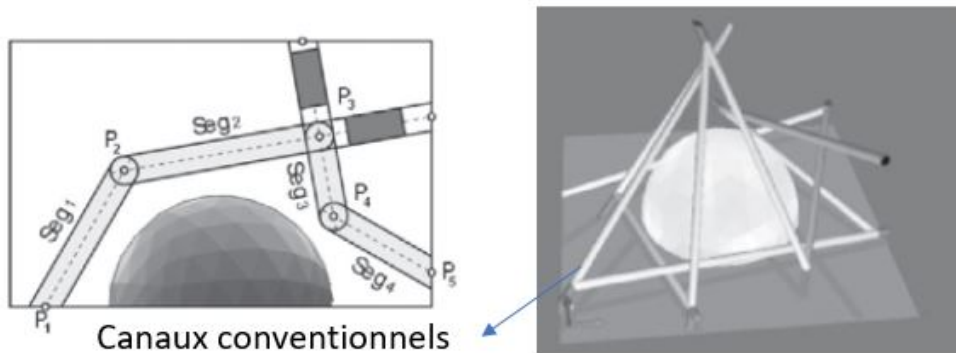 P3
Seg2
P2
Seg1
Seg3
P4
Seg4
P5
P1
Canaux conventionnels